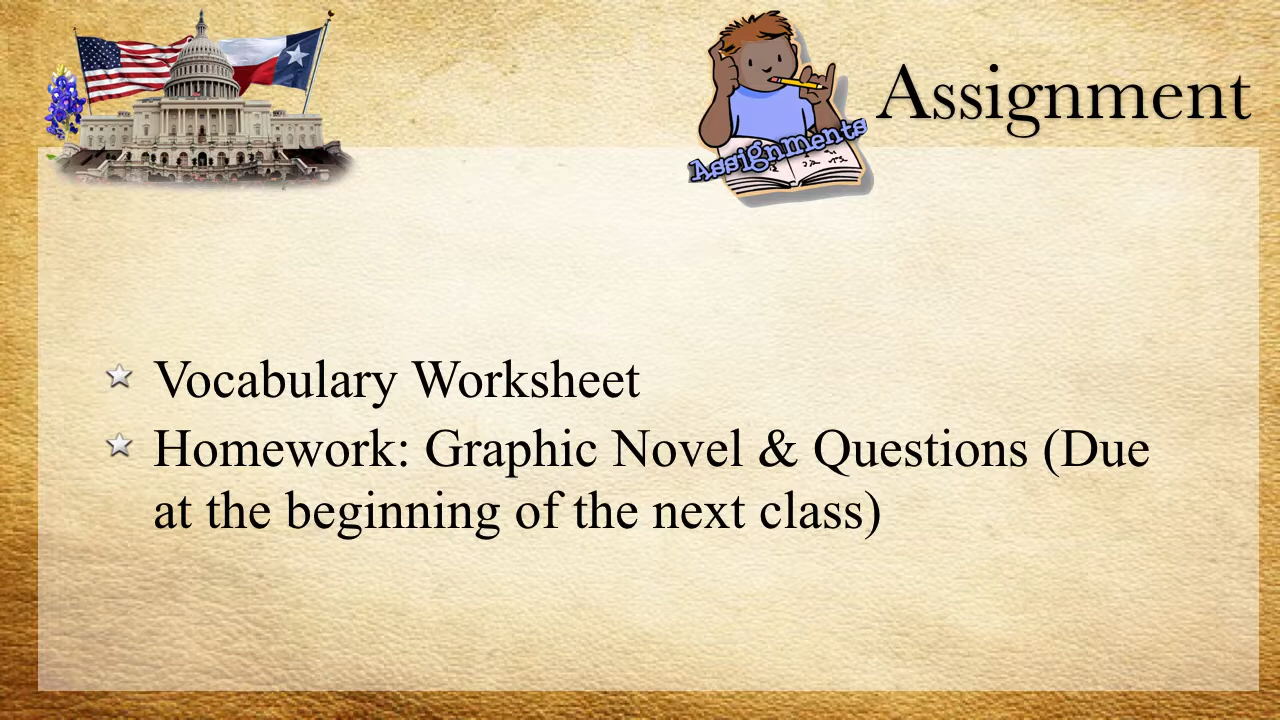 Assignment
Assignments
Vocabulary Worksheet
Homework: Graphic Novel & Questions (Due
at the beginning of the next class)